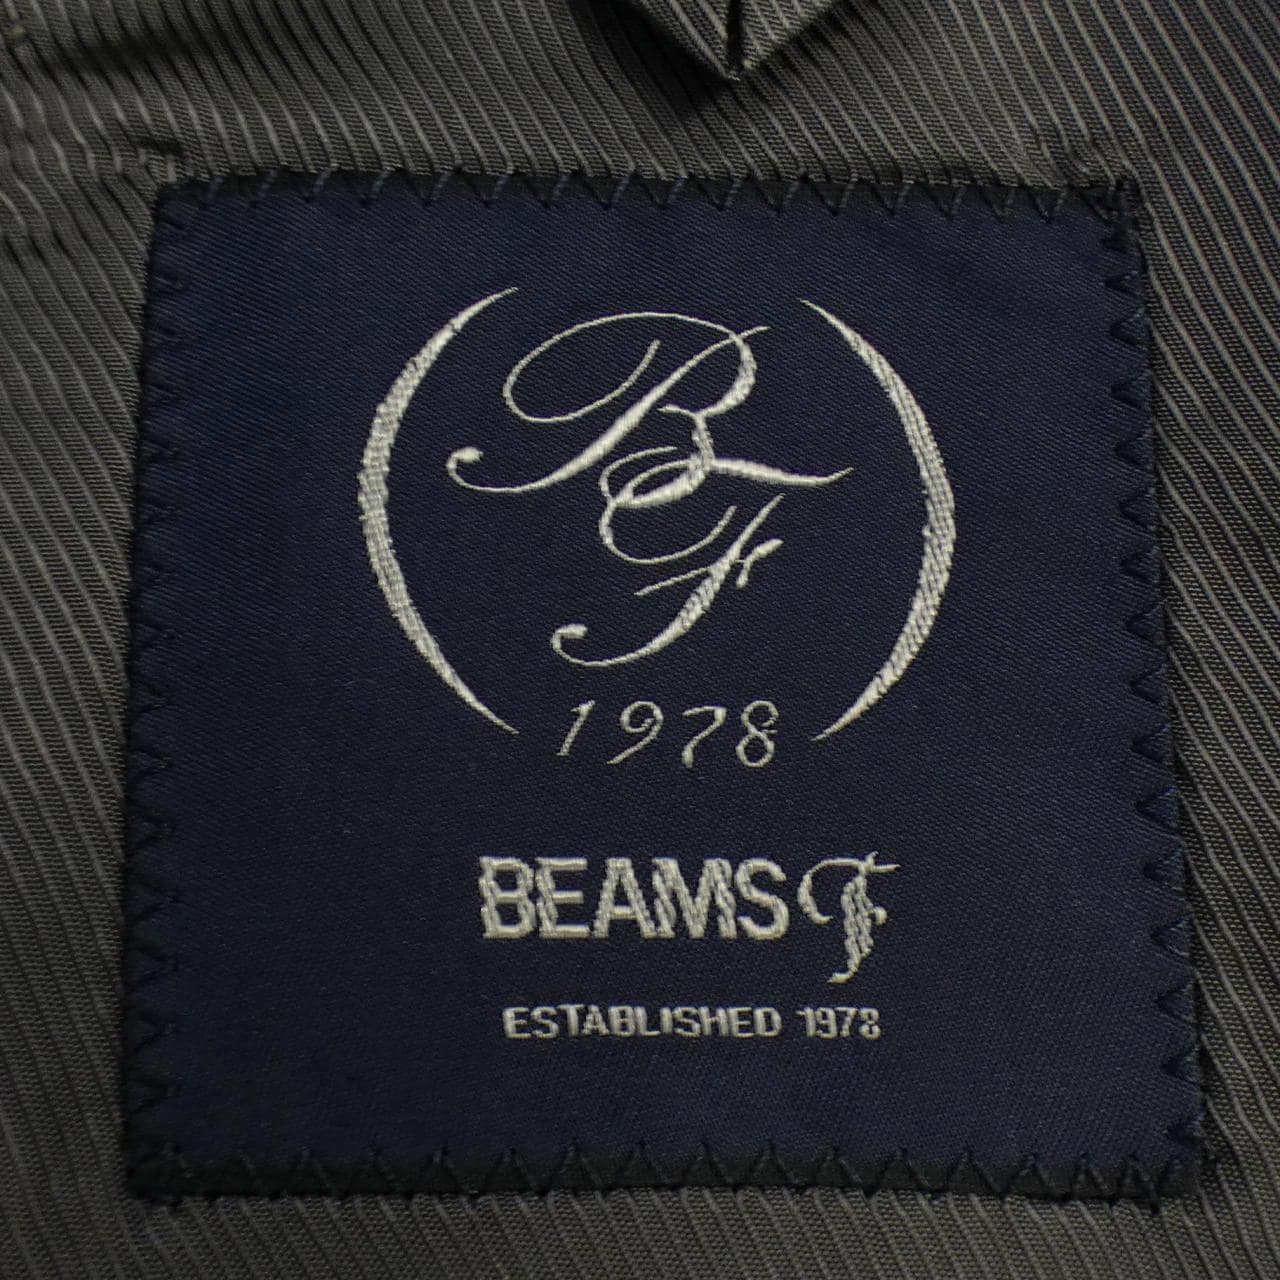 BF
1978
BEAMS F
ESTABLISHED 1978